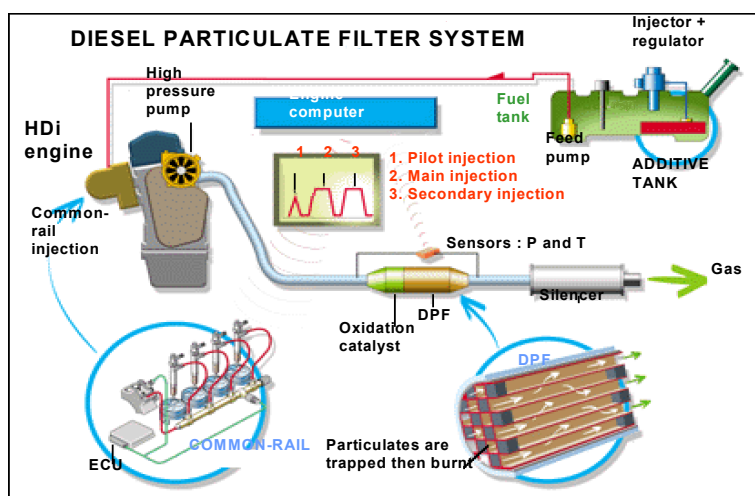 DIESEL PARTICULATE FILTER SYSTEM
Injector +
regulator
High
pressure
pump
Engine
computer
Fuel
tank
HDi
engine
Feed
pump
ADDITIVE
TANK
1 2 3
1. Pilot injection
2. Main injection
3. Secondary injection
Common-
rail
injection
Sensors : P and T
Gas
Silencer
DPF
Oxidation
catalyst
DPF
COMMON-RAIL
Particulates are
trapped then burnt
ECU